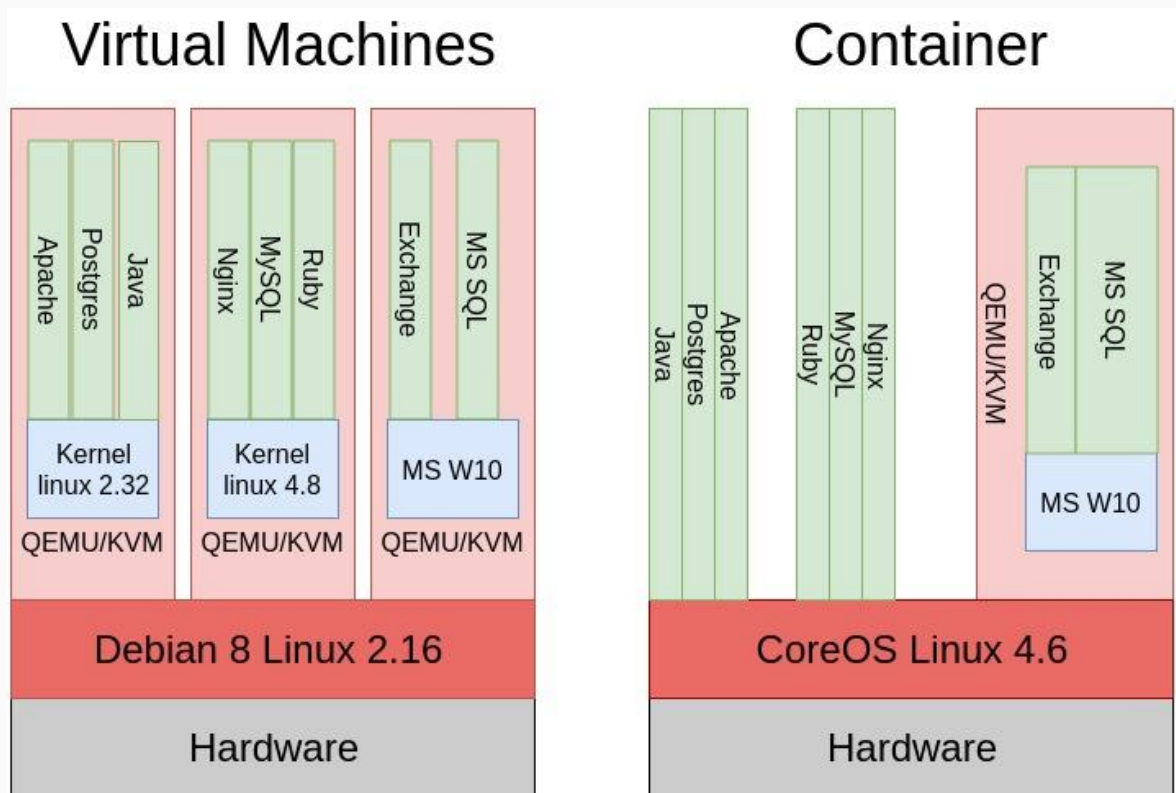 Virtual Machines
Apache
Postgres
Java
Kernel
linux 2.32
QEMU/KVM
Nginx
MySQL
Ruby
Kernel
linux 4.8
QEMU/KVM
Exchange
MS SQL
MS W10
QEMU/KVM
Debian 8 Linux 2.16
Hardware
Container
Java
Postgres
Apache
Ruby
MySQL
Nginx
QEMU/KVM
Exchange
MS SQL
MS W10
CoreOS Linux 4.6
Hardware